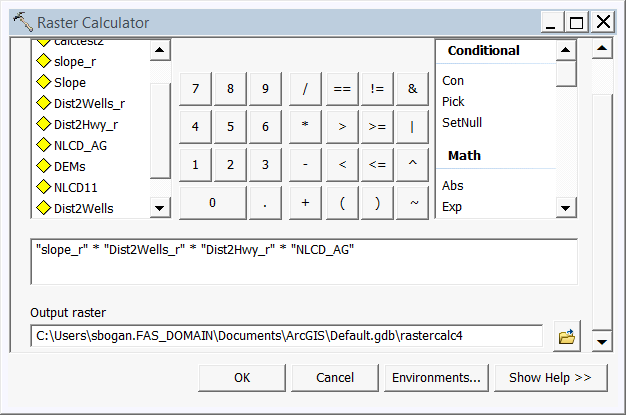 Raster Calculator
calctest2
slope_r
Slope
Dist2Wells_r
Dist2Hwy_r
NLCD_AG
DEMs
NLCD11
Dist2Wells
7 8 9 / == != &
4 5 6 * > >= |
1 2 3 - < <= ^
0 . + ( ) ~
Conditional
Con
Pick
SetNull
Math
Abs
Exp
"slope_r" * "Dist2Wells_r" * "Dist2Hwy_r" * "NLCD_AG"
Output raster
C:\Users\sbogan.FAS_DOMAIN\Documents\ArcGIS\Default.gdb\rastercalc4
OK Cancel Environments... Show Help >>